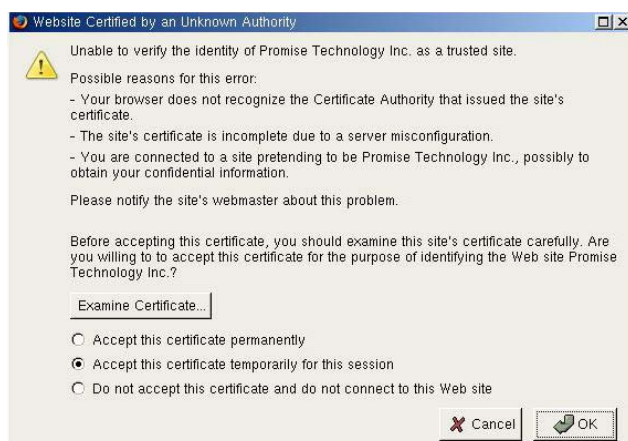 Website Certified by an Unknown Authority
Unable to verify the identity of Promise Technology Inc. as a trusted site.
Possible reasons for this error:
- Your browser does not recognize the Certificate Authority that issued the site's
certificate.
- The site's certificate is incomplete due to a server misconfiguration.
- You are connected to a site pretending to be Promise Technology Inc., possibly to
obtain your confidential information.
Please notify the site's webmaster about this problem.
Before accepting this certificate, you should examine this site's certificate carefully. Are
you willing to to accept this certificate for the purpose of identifying the Web site Promise
Technology Inc.?
Examine Certificate...
Accept this certificate permanently
Accept this certificate temporarily for this session
Do not accept this certificate and do not connect to this Web site
Cancel
OK